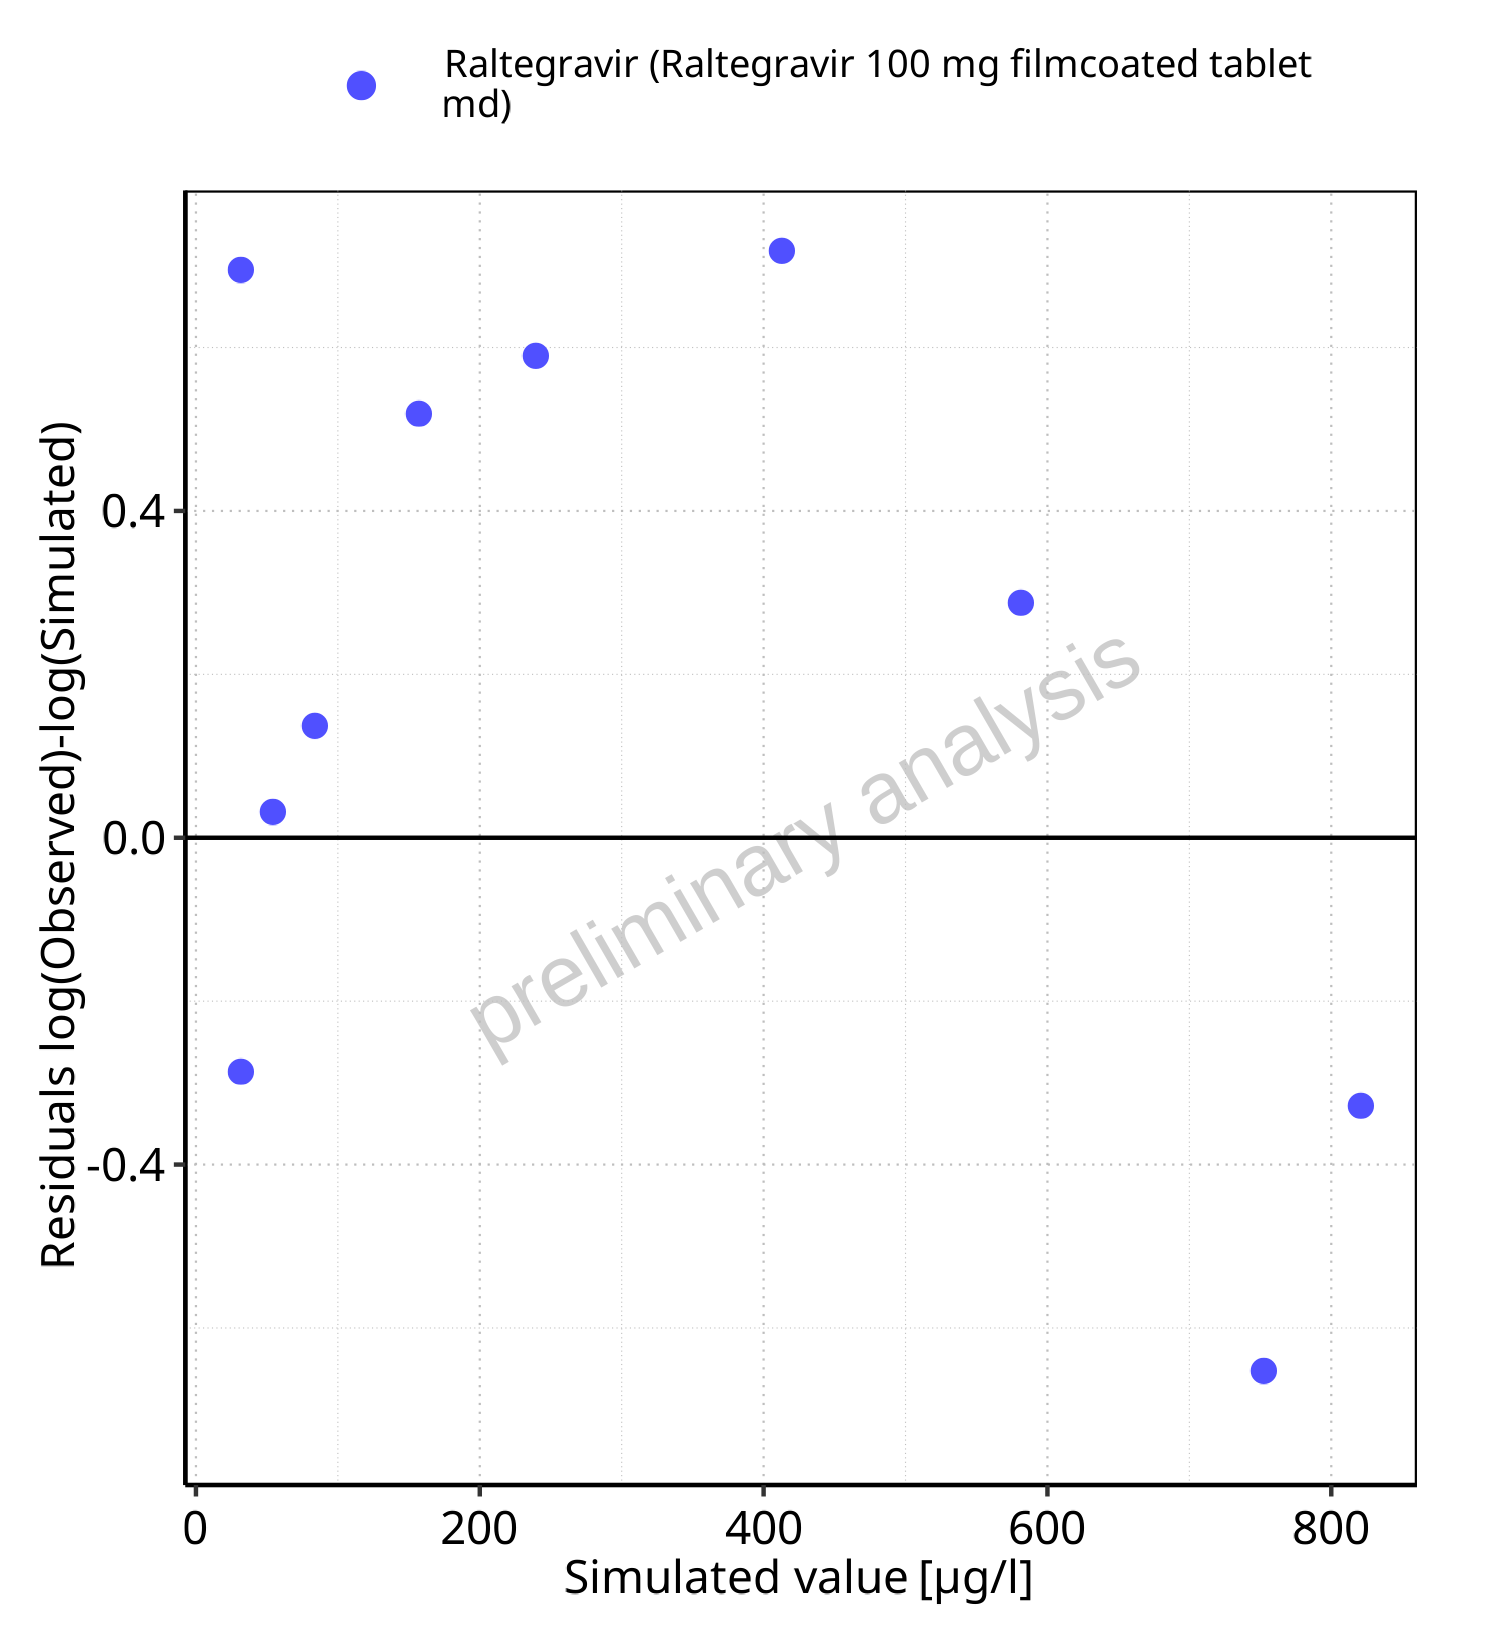 Raltegravir (Raltegravir 100 mg filmcoated tablet
md)
Residuals log(Observed)-log(Simulated)
0.4
0.0
-0.4
preliminary analysis
0 200 400 600 800
Simulated value [µg/l]